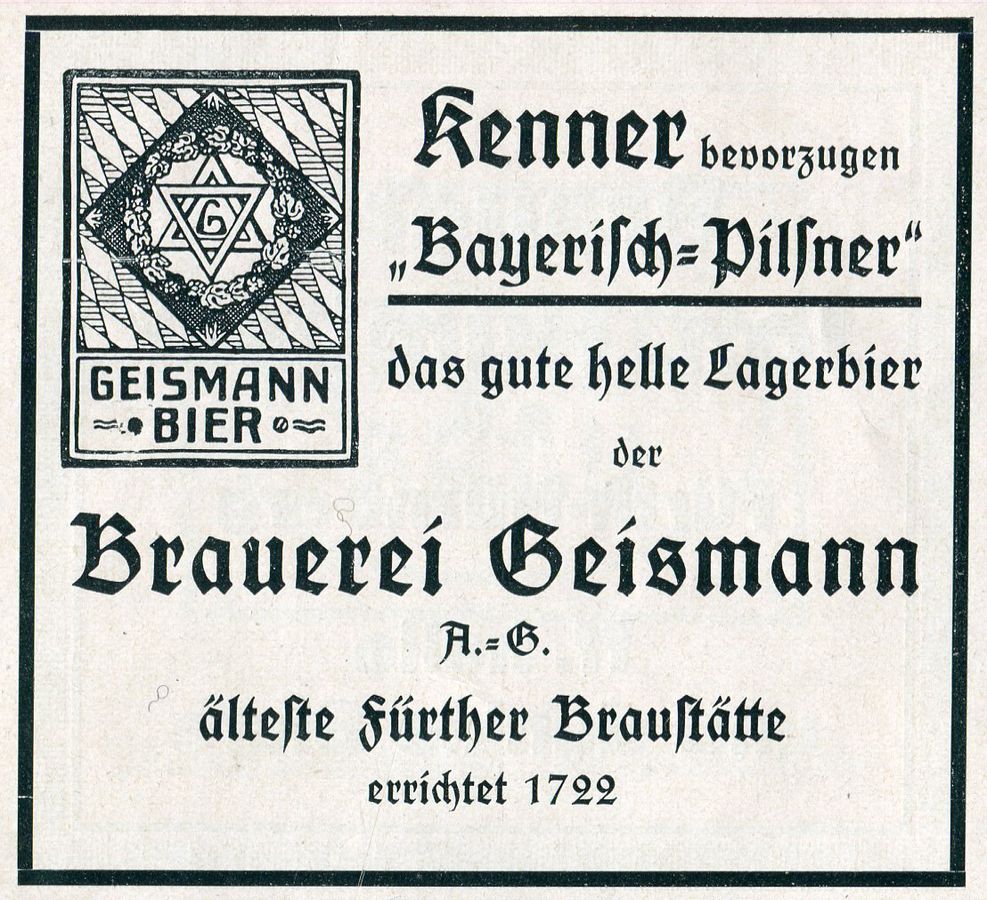 G
GEISMANN
BIER
Kenner bevorzugen
„Bayeriſch=Pilſner“
das gute helle Lagerbier
der
Brauerei Geismann
A.=G.
älteſte Fürther Brauſtätte
errichtet 1722